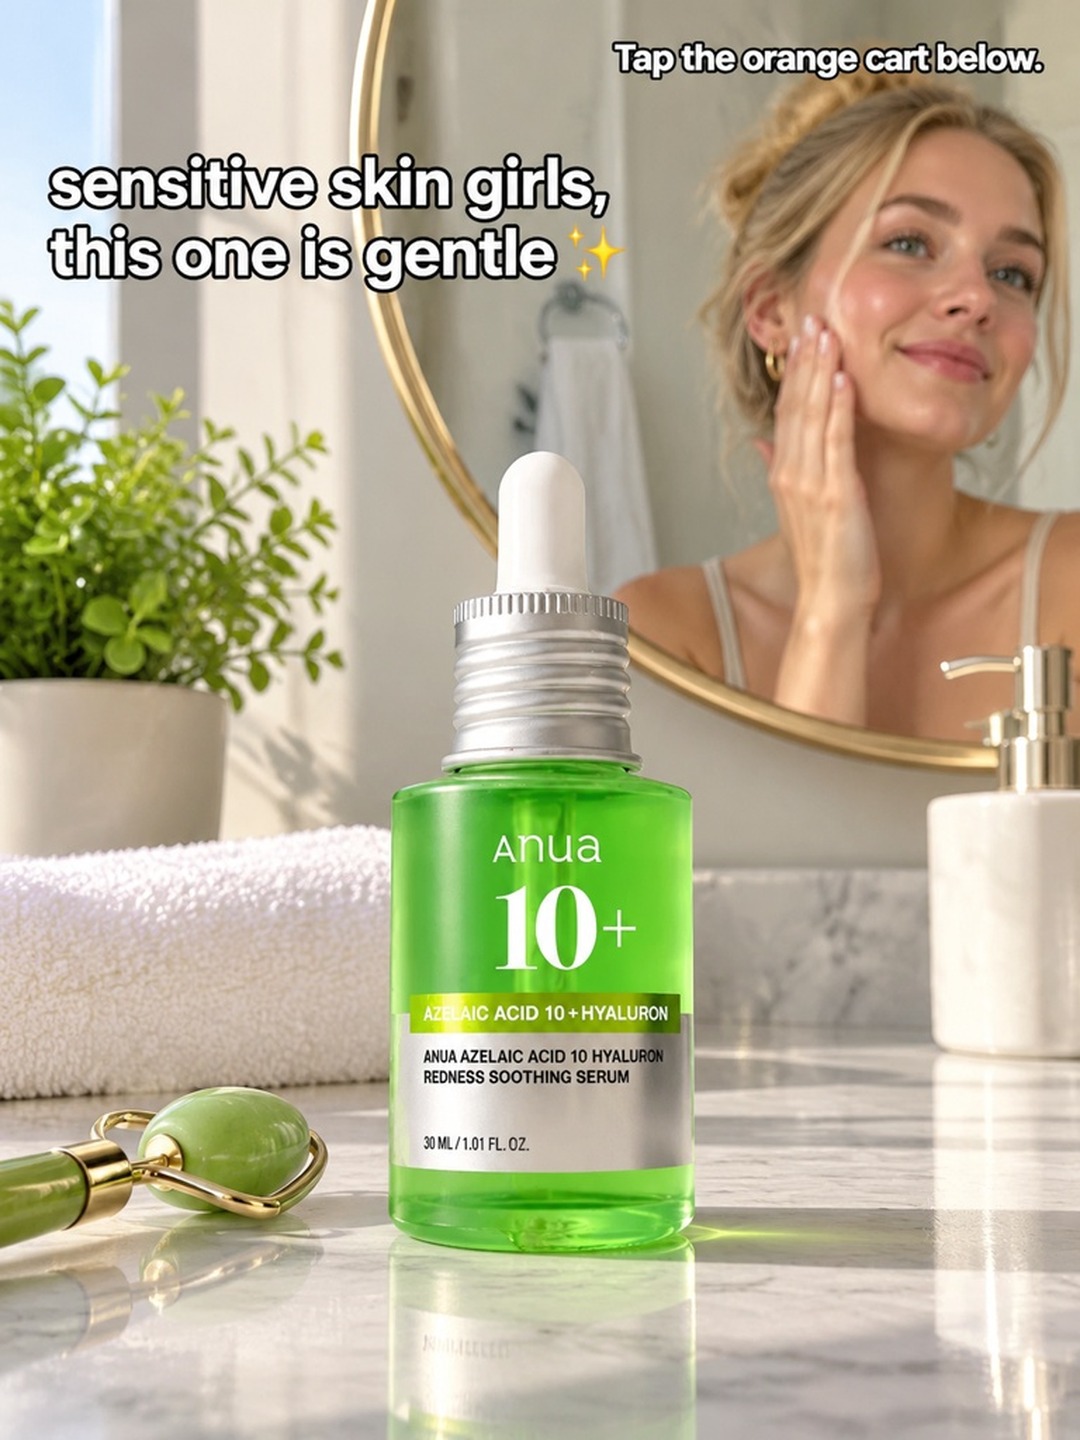 Tap the orange cart below.
sensitive skin girls,
this one is gentle ✨
Anua
10+
AZELAIC ACID 10+HYALURON
ANUA AZELAIC ACID 10 HYALURON
REDNESS SOOTHING SERUM
30 ML / 1.01 FL. OZ.